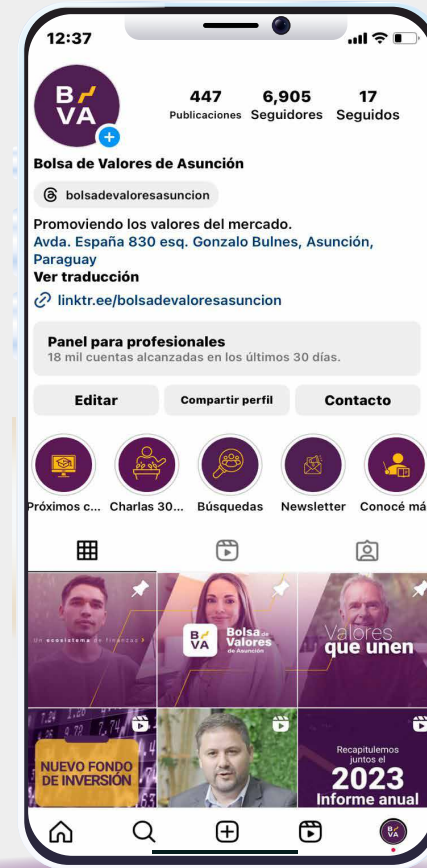 12:37
B
VA
447 6,905 17
Publicaciones Seguidores Seguidos
Bolsa de Valores de Asunción
bolsadevaloresasuncion
Promoviendo los valores del mercado.
Avda. España 830 esq. Gonzalo Bulnes, Asunción,
Paraguay
Ver traducción
linktr.ee/bolsadevaloresasuncion
Panel para profesionales
18 mil cuentas alcanzadas en los últimos 30 días.
Editar Compartir perfil Contacto
Próximos c... Charlas 30... Búsquedas Newsletter Conocé má
Un ecosistema de finanzas
B
VA
Bolsa de
Valores
de Asunción
Valores
que unen
7,74
NUEVO FONDO
DE INVERSIÓN
Recapitulemos
juntos el
2023
Informe anual
B
VA